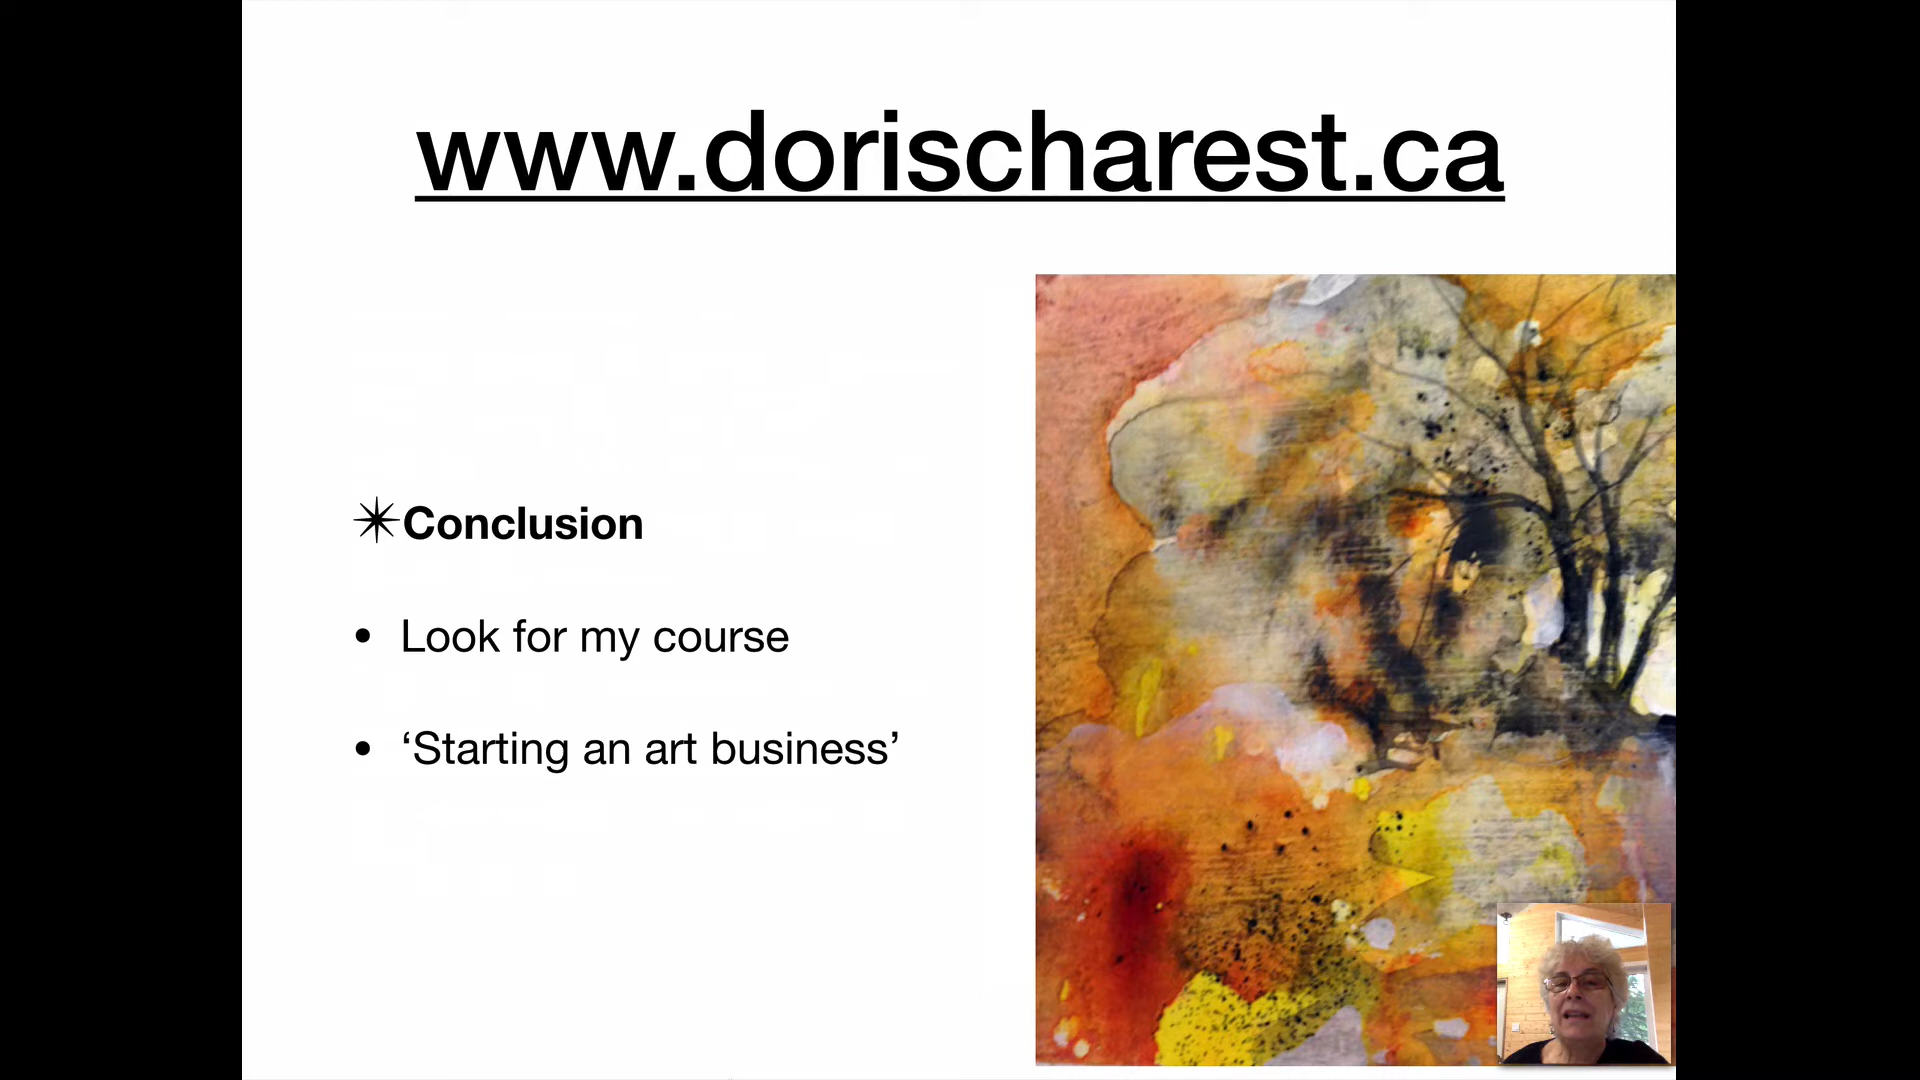 www.dorischarest.ca
✴Conclusion
• Look for my course
• ‘Starting an art business’